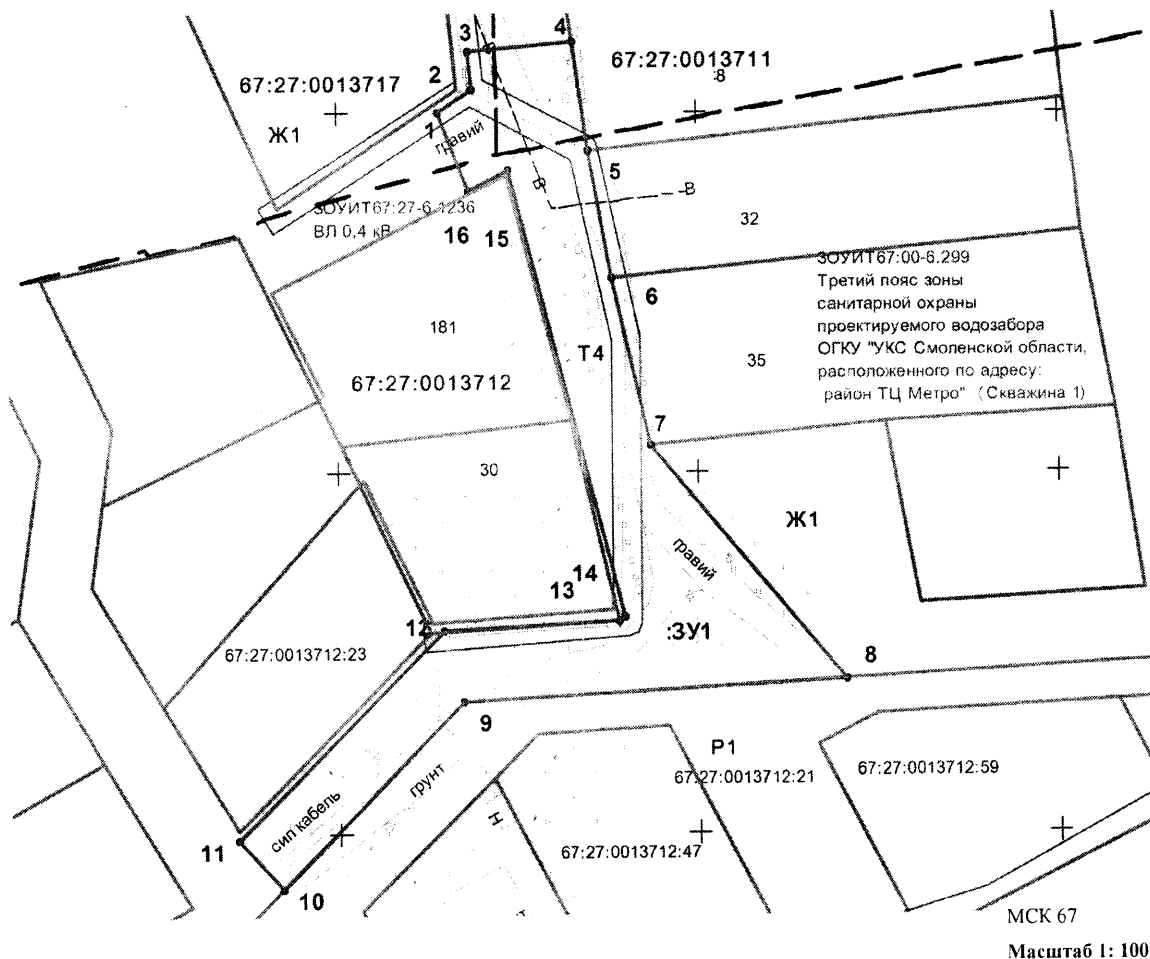 3
4
67:27:0013717
2
67:27:0013711
:8
Ж1
1
гравий
5
В
В
ЗОУИТ67:27-6.1236
ВЛ 0,4 кВ
16
15
32
ЗОУИТ67:00-6.299
Третий пояс зоны
санитарной охраны
проектируемого водозабора
ОГКУ "УКС Смоленской области,
расположенного по адресу:
район ТЦ Метро" (Скважина 1)
6
181
Т4
35
67:27:0013712
7
30
Ж1
гравий
14
13
12
:ЗУ1
67:27:0013712:23
8
9
Р1
67:27:0013712:21
67:27:0013712:59
грунт
сип кабель
Н
11
67:27:0013712:47
10
МСК 67
Масштаб 1: 100